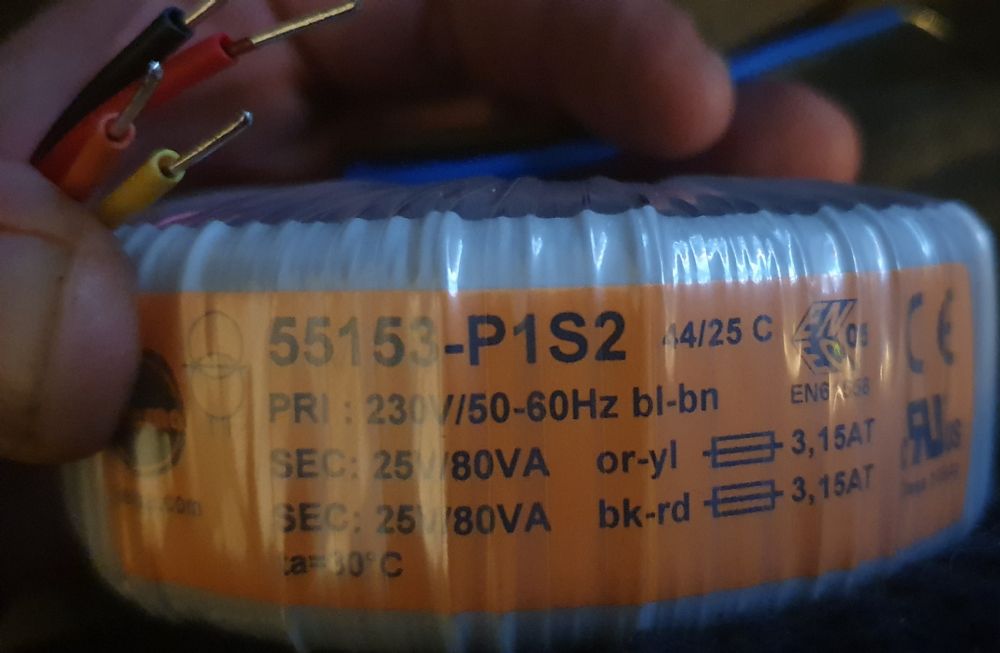 55153-P1S2
44/25 C
05
CE
PRI : 230V/50-60Hz bl-bn
SEC: 25V/80VA or-yl 3,15AT
SEC: 25V/80VA bk-rd 3,15AT